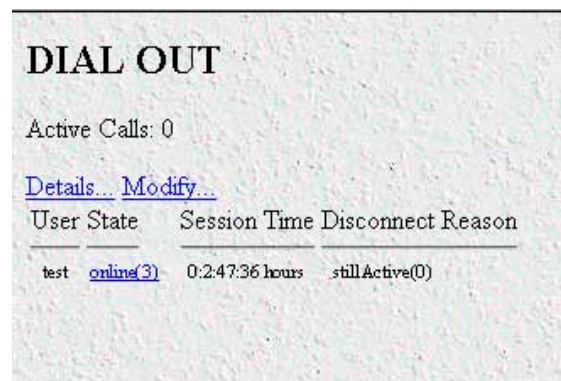 DIAL OUT
Active Calls: 0
Details... Modify...
User State Session Time Disconnect Reason
test online(3) 0:2:47:36 hours stillActive(0)